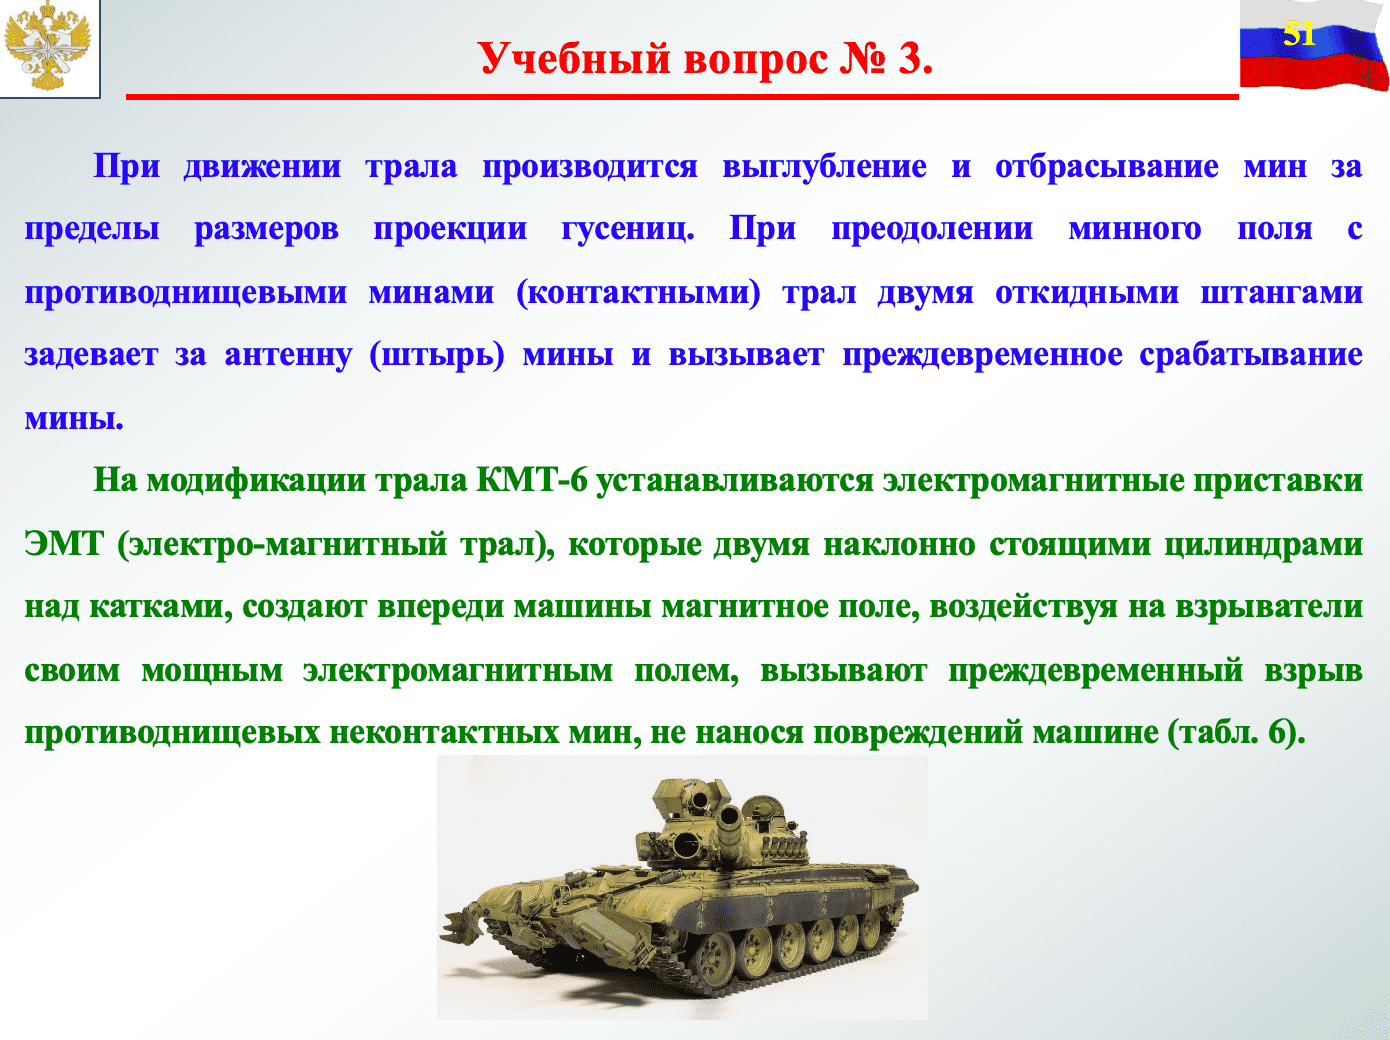 51
Учебный вопрос № 3.
При движении трала производится выглубление и отбрасывание мин за
пределы размеров проекции гусениц. При преодолении минного поля с
противоднищевыми минами (контактными) трал двумя откидными штангами
задевает за антенну (штырь) мины и вызывает преждевременное срабатывание
мины.
На модификации трала КМТ-6 устанавливаются электромагнитные приставки
ЭМТ (электро-магнитный трал), которые двумя наклонно стоящими цилиндрами
над катками, создают впереди машины магнитное поле, воздействуя на взрыватели
своим мощным электромагнитным полем, вызывают преждевременный взрыв
противоднищевых неконтактных мин, не нанося повреждений машине (табл. 6).